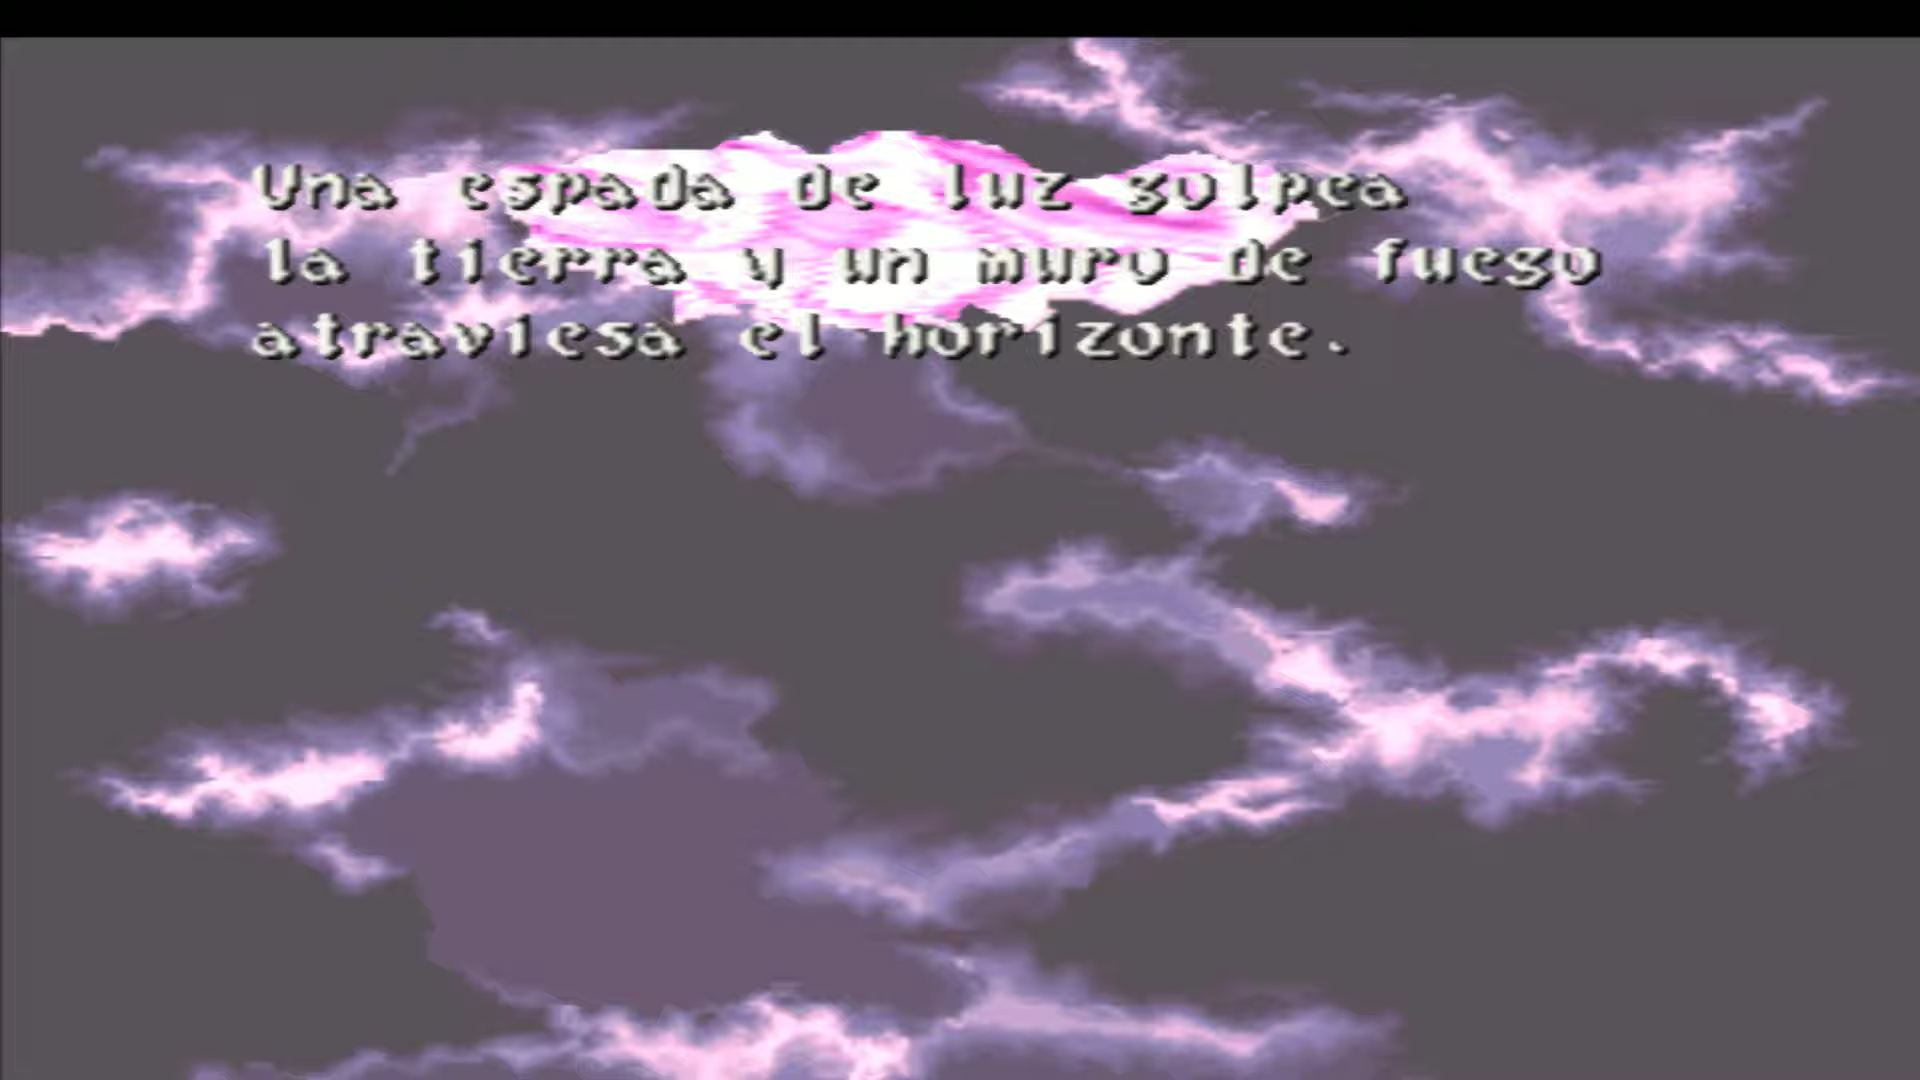 Una espada de luz golpea
la tierra y un muro de fuego
atraviesa el horizonte.